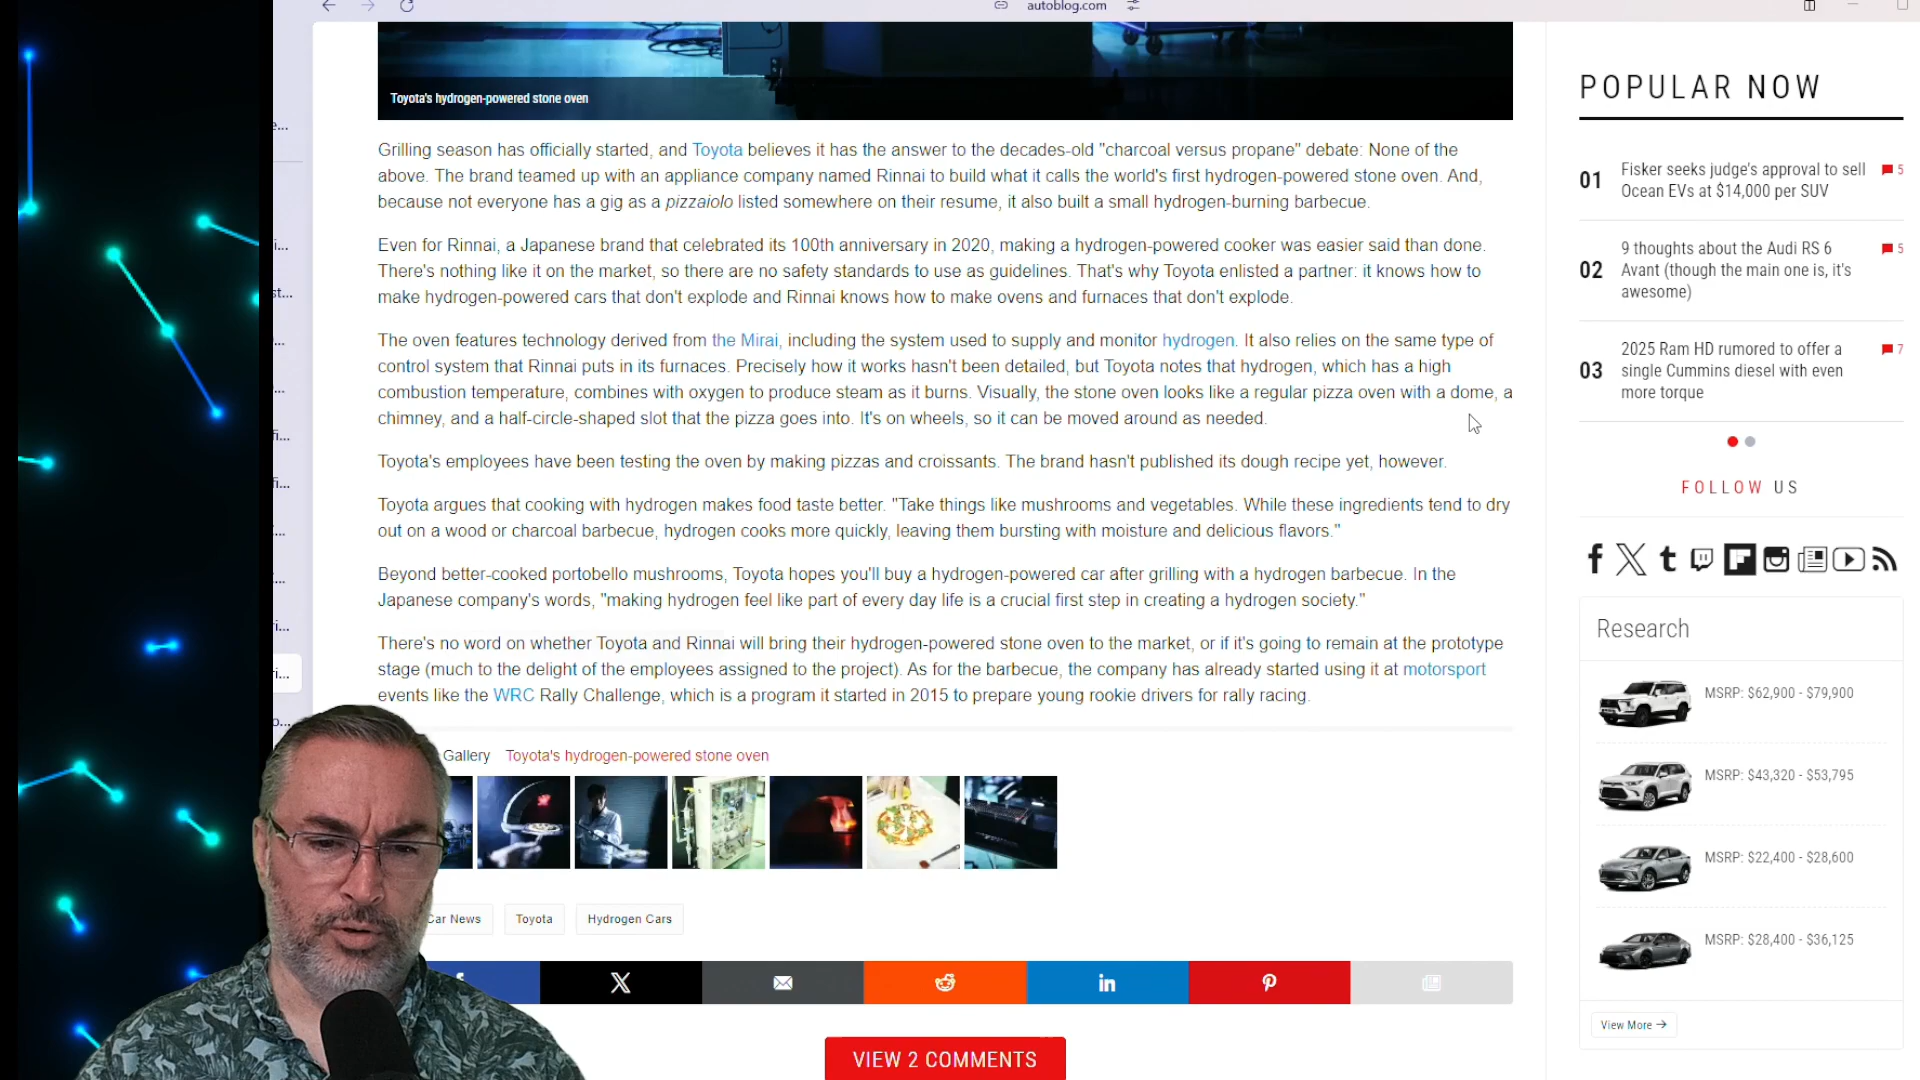 autoblog.com
Toyota's hydrogen-powered stone oven
Grilling season has officially started, and Toyota believes it has the answer to the decades-old "charcoal versus propane" debate: None of the
above. The brand teamed up with an appliance company named Rinnai to build what it calls the world's first hydrogen-powered stone oven. And,
because not everyone has a gig as a pizzaiolo listed somewhere on their resume, it also built a small hydrogen-burning barbecue.
Even for Rinnai, a Japanese brand that celebrated its 100th anniversary in 2020, making a hydrogen-powered cooker was easier said than done.
There's nothing like it on the market, so there are no safety standards to use as guidelines. That's why Toyota enlisted a partner: it knows how to
make hydrogen-powered cars that don't explode and Rinnai knows how to make ovens and furnaces that don't explode.
The oven features technology derived from the Mirai, including the system used to supply and monitor hydrogen. It also relies on the same type of
control system that Rinnai puts in its furnaces. Precisely how it works hasn't been detailed, but Toyota notes that hydrogen, which has a high
combustion temperature, combines with oxygen to produce steam as it burns. Visually, the stone oven looks like a regular pizza oven with a dome, a
chimney, and a half-circle-shaped slot that the pizza goes into. It's on wheels, so it can be moved around as needed.
Toyota's employees have been testing the oven by making pizzas and croissants. The brand hasn't published its dough recipe yet, however.
Toyota argues that cooking with hydrogen makes food taste better. "Take things like mushrooms and vegetables. While these ingredients tend to dry
out on a wood or charcoal barbecue, hydrogen cooks more quickly, leaving them bursting with moisture and delicious flavors."
Beyond better-cooked portobello mushrooms, Toyota hopes you'll buy a hydrogen-powered car after grilling with a hydrogen barbecue. In the
Japanese company's words, "making hydrogen feel like part of every day life is a crucial first step in creating a hydrogen society."
There's no word on whether Toyota and Rinnai will bring their hydrogen-powered stone oven to the market, or if it's going to remain at the prototype
stage (much to the delight of the employees assigned to the project). As for the barbecue, the company has already started using it at motorsport
events like the WRC Rally Challenge, which is a program it started in 2015 to prepare young rookie drivers for rally racing.
Gallery Toyota's hydrogen-powered stone oven
Car News
Toyota
Hydrogen Cars
VIEW 2 COMMENTS
POPULAR NOW
01
Fisker seeks judge's approval to sell
Ocean EVs at $14,000 per SUV
5
02
9 thoughts about the Audi RS 6
Avant (though the main one is, it's
awesome)
5
03
2025 Ram HD rumored to offer a
single Cummins diesel with even
more torque
7
FOLLOW US
Research
MSRP: $62,900 - $79,900
MSRP: $43,320 - $53,795
MSRP: $22,400 - $28,600
MSRP: $28,400 - $36,125
View More